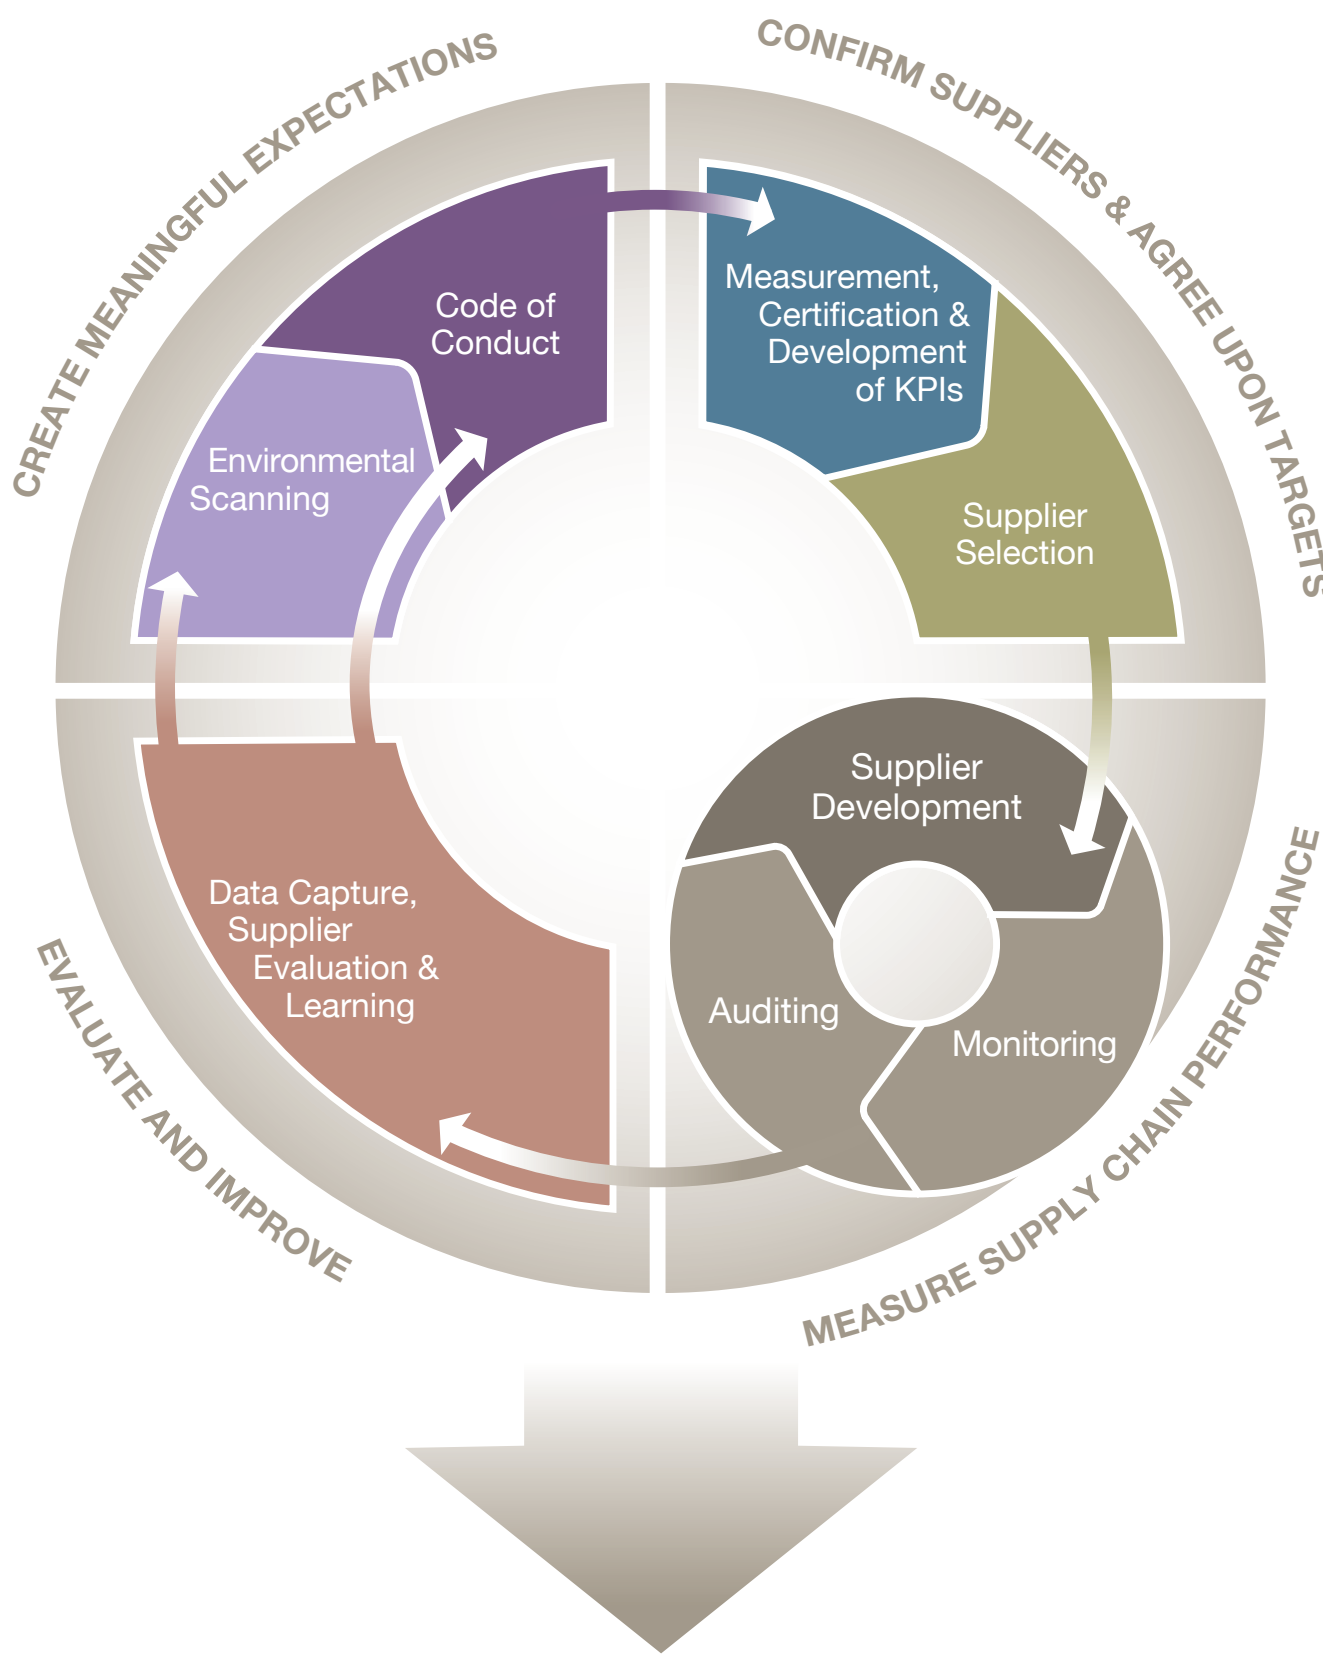 CREATE MEANINGFUL EXPECTATIONS
CONFIRM SUPPLIERS & AGREE UPON TARGETS
Code of
Conduct
Environmental
Scanning
Measurement,
Certification &
Development
of KPIs
Supplier
Selection
Supplier
Development
Auditing
Monitoring
MEASURE SUPPLY CHAIN PERFORMANCE
Data Capture,
Supplier
Evaluation &
Learning
EVALUATE AND IMPROVE